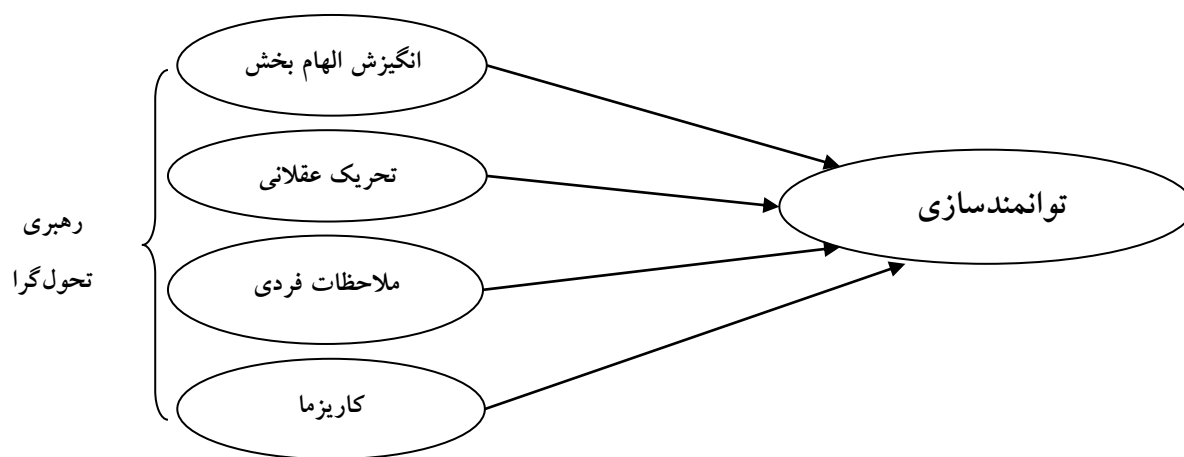 انگیزش الهام بخش
تحریک عقلانی
توانمندسازی
رهبری
تحول‌گرا
ملاحظات فردی
کاریزما